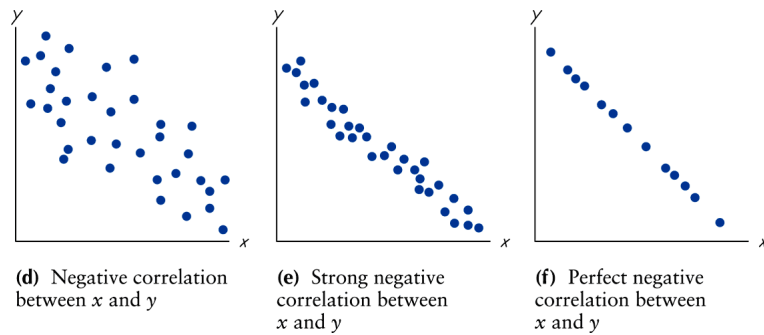 y
x
(d) Negative correlation
between x and y
y
x
(e) Strong negative
correlation between
x and y
y
x
(f) Perfect negative
correlation between
x and y